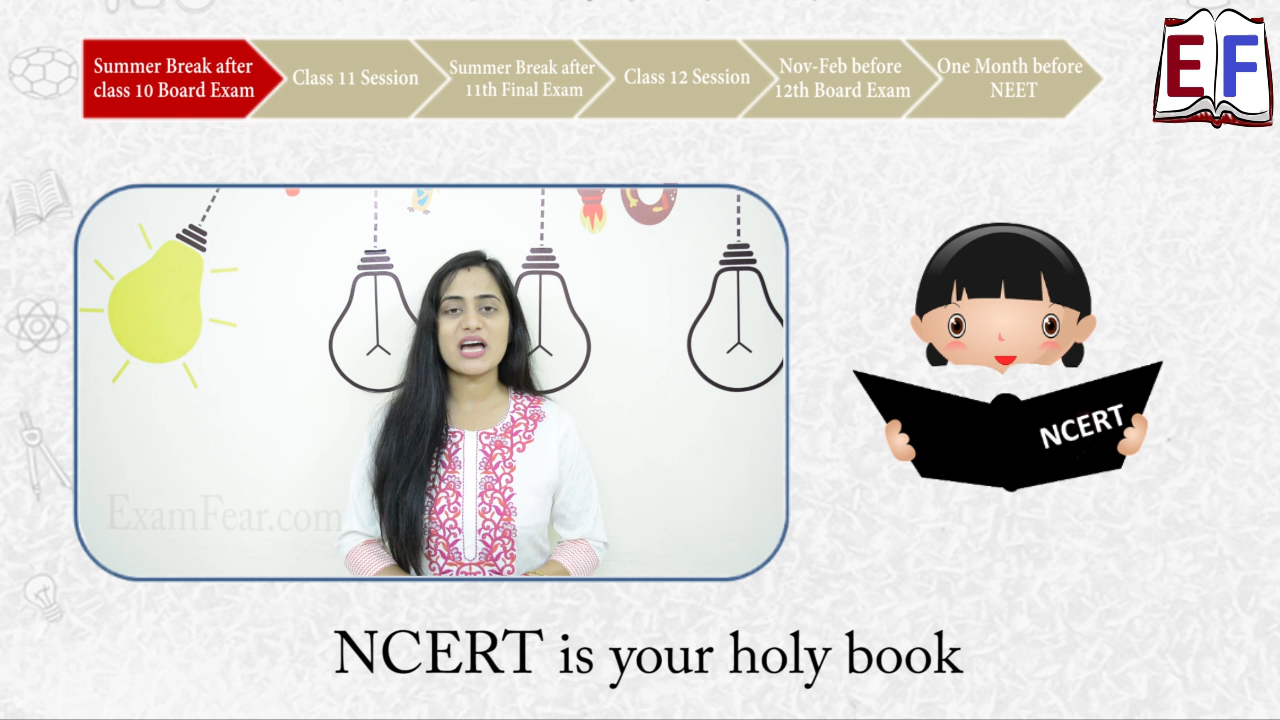 Summer Break after
class 10 Board Exam
Class 11 Session
Summer Break after
11th Final Exam
Class 12 Session
Nov-Feb before
12th Board Exam
One Month before
NEET
EF
NCERT
ExamFear.com
NCERT is your holy book